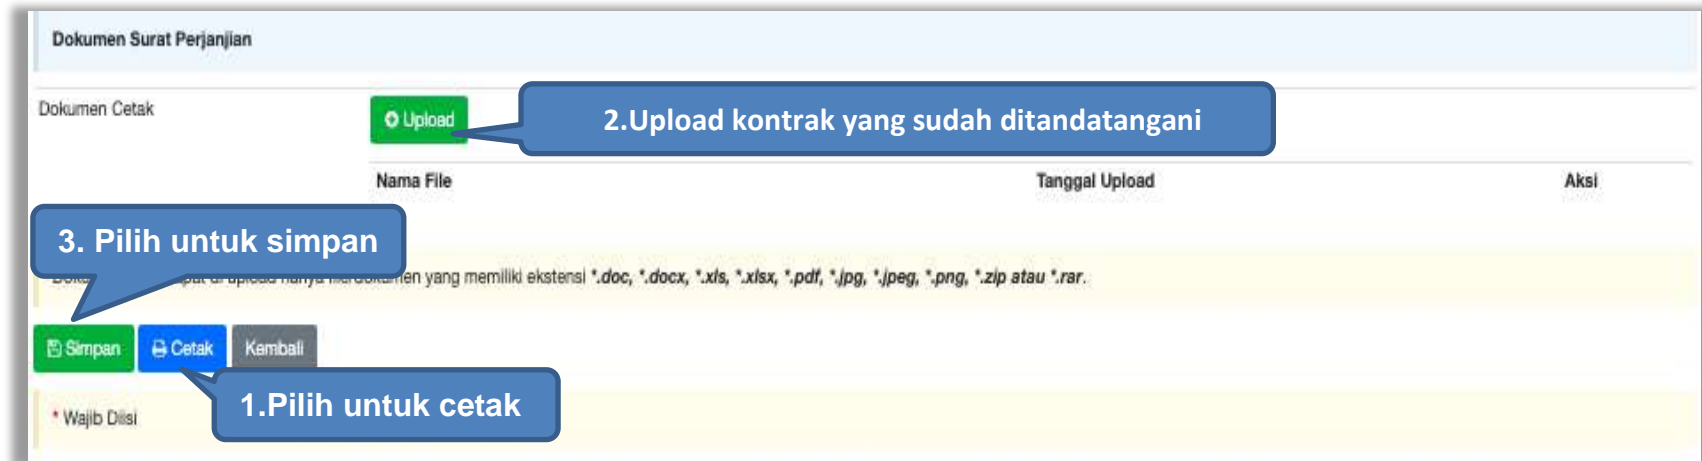 Dokumen Surat Perjanjian
Dokumen Cetak
Upload
2.Upload kontrak yang sudah ditandatangani
Nama File Tanggal Upload Aksi
3. Pilih untuk simpan
yang memiliki ekstensi *.doc, *.docx, *.xls, *.xlsx, *.pdf, *.jpg, *.jpeg, *.png, *.zip atau *.rar.
Simpan Cetak Kembali
1.Pilih untuk cetak
* Wajib Diisi